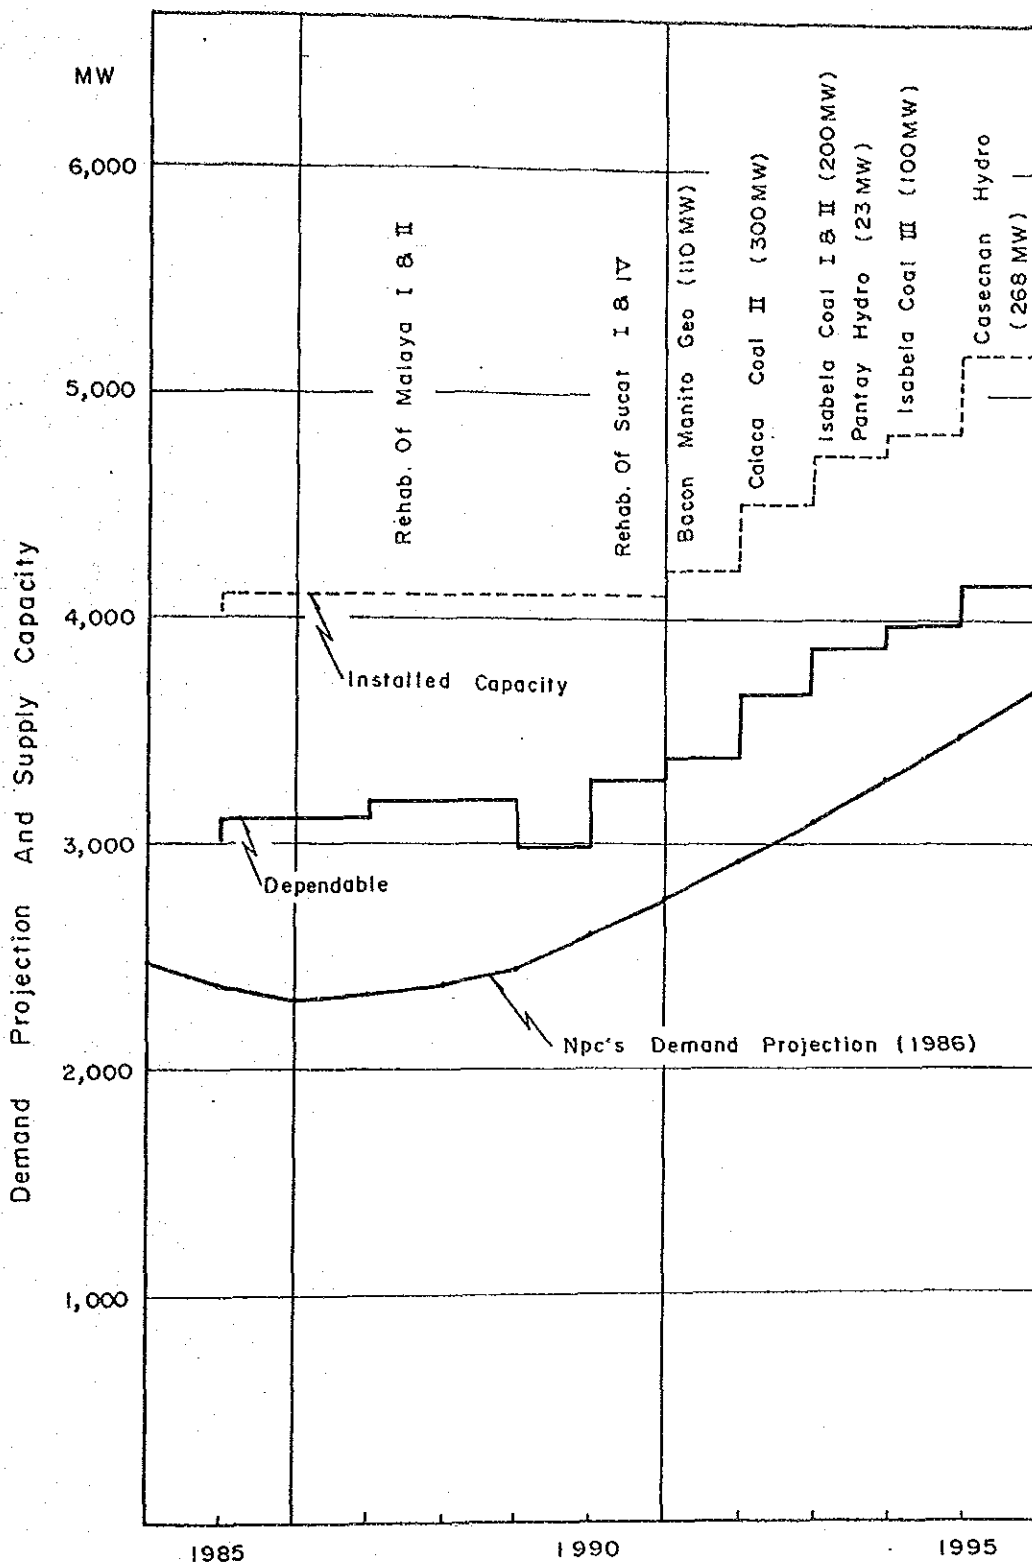 MW
6,000
5,000
4,000
3,000
2,000
1,000
Demand Projection And Supply Capacity
Rehab. Of Malaya I & II
Rehab. Of Sucat I & IV
Bacon Manito Geo (110 MW)
Calaca Coal II (300MW)
Isabela Coal I & II (200MW)
Pantay Hydro (23 MW)
Isabela Coal III (100MW)
Casecnan Hydro
(268 MW)
Installed Capacity
Dependable
Npc's Demand Projection (1986)
1985
1990
1995